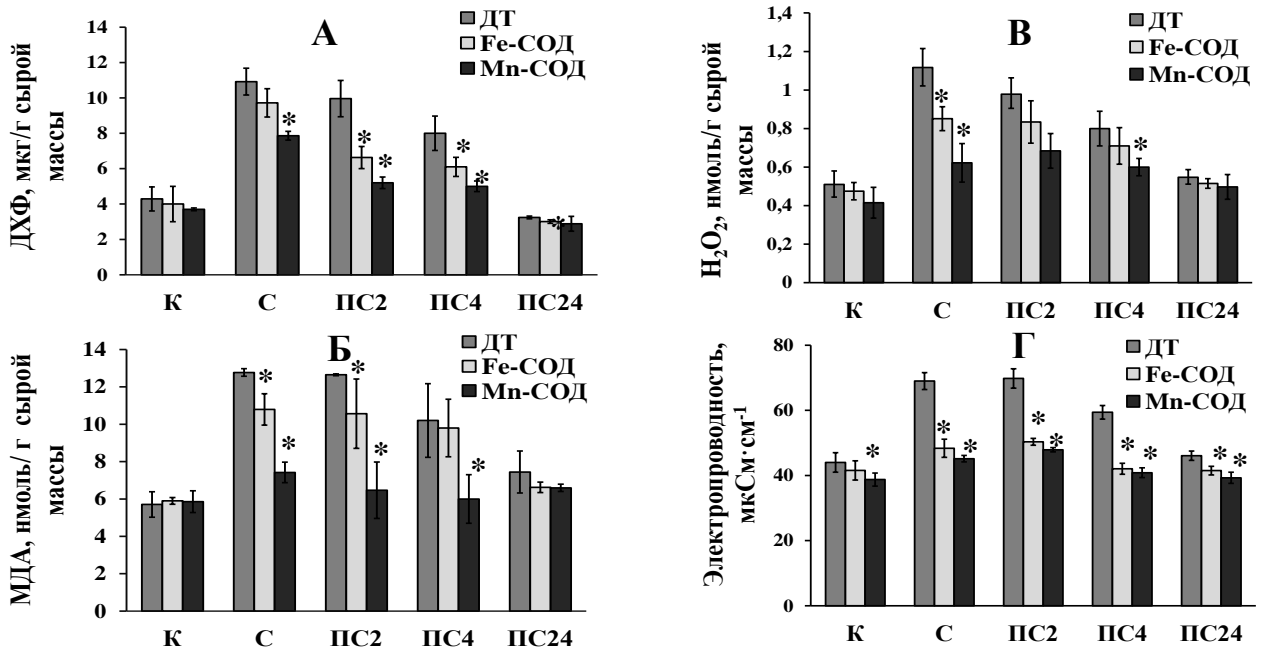 ДХФ, мкг/г сырой
массы
14
12
10
8
6
4
2
0
А
ДТ
Fe-СОД
Mn-СОД
*
*
*
*
*
*
К
С
ПС2
ПС4
ПС24
H₂O₂, нмоль/г сырой
массы
1,4
1,2
1
0,8
0,6
0,4
0,2
0
В
ДТ
Fe-СОД
Mn-СОД
*
*
*
К
С
ПС2
ПС4
ПС24
МДА, нмоль/ г сырой
массы
14
12
10
8
6
4
2
0
Б
ДТ
Fe-СОД
Mn-СОД
*
*
*
*
*
К
С
ПС2
ПС4
ПС24
Электропроводность,
мкСм·см⁻¹
80
60
40
20
0
Г
ДТ
Fe-СОД
Mn-СОД
*
*
*
*
*
*
*
*
*
К
С
ПС2
ПС4
ПС24